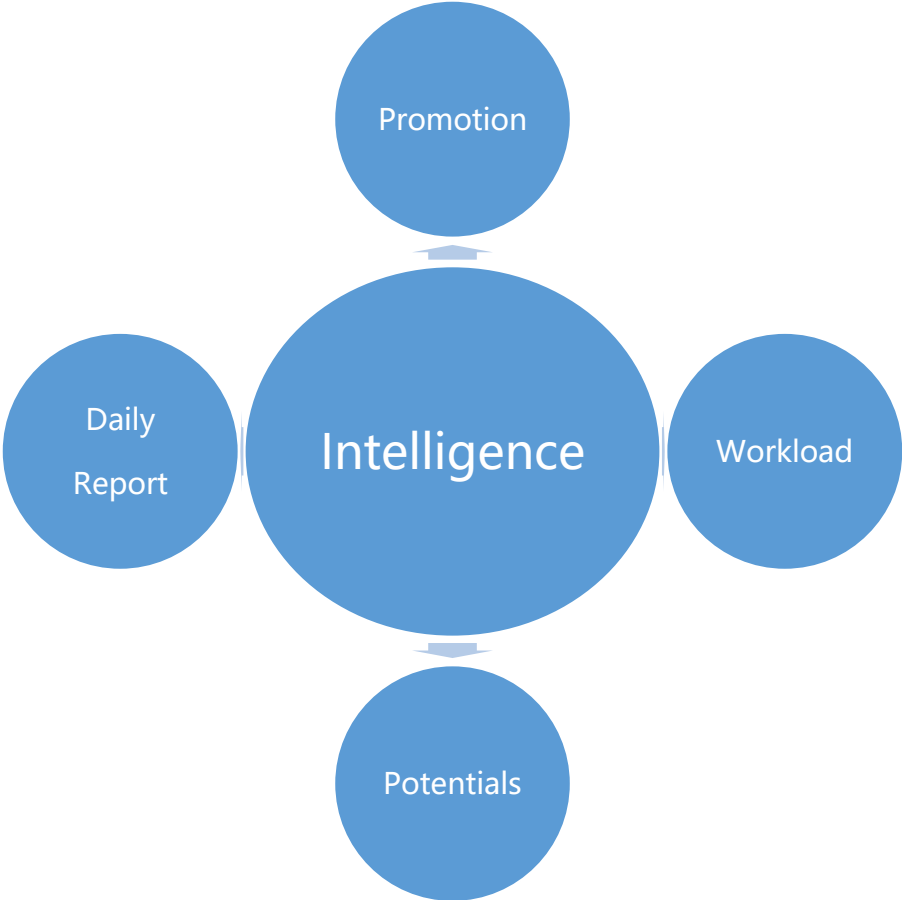 Promotion
Daily
Report
Intelligence
Workload
Potentials